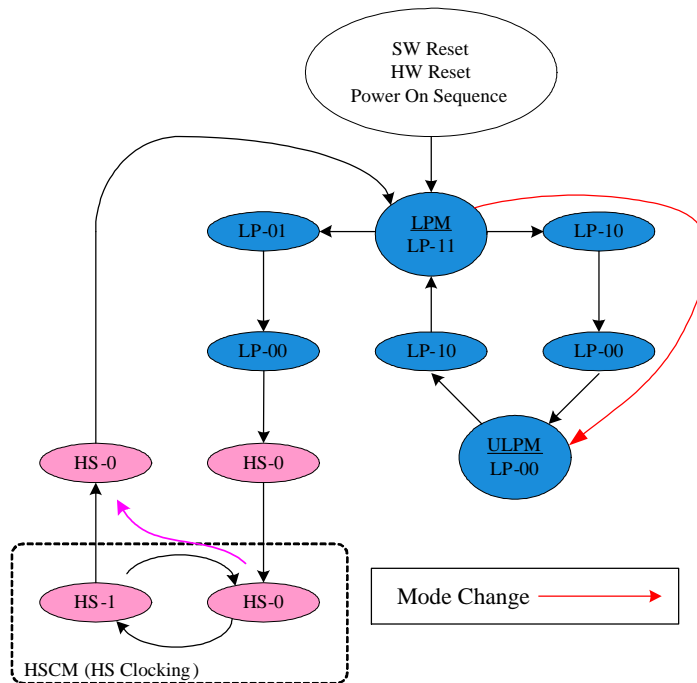 SW Reset
HW Reset
Power On Sequence
LPM
LP-11
LP-01
LP-10
LP-00
LP-10
LP-00
ULPM
LP-00
HS-0
HS-0
HS-1
HS-0
HSCM (HS Clocking)
Mode Change